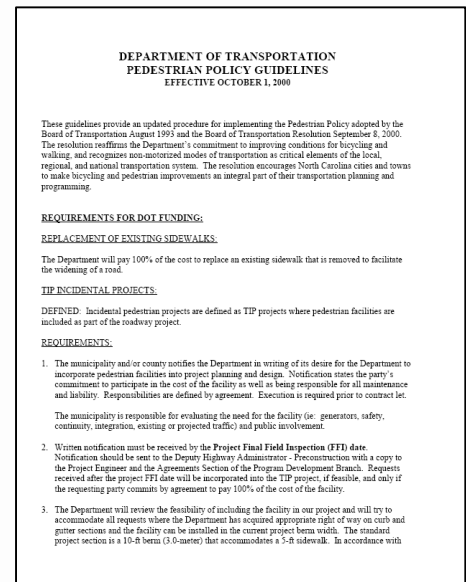 DEPARTMENT OF TRANSPORTATION
PEDESTRIAN POLICY GUIDELINES
EFFECTIVE OCTOBER 1, 2000
These guidelines provide an updated procedure for implementing the Pedestrian Policy adopted by the
Board of Transportation August 1993 and the Board of Transportation Resolution September 8, 2000.
The resolution reaffirms the Department's commitment to improving conditions for bicycling and
walking, and recognizes non-motorized modes of transportation as critical elements of the local,
regional, and national transportation system. The resolution encourages North Carolina cities and towns
to make bicycling and pedestrian improvements an integral part of their transportation planning and
programming.
REQUIREMENTS FOR DOT FUNDING:
REPLACEMENT OF EXISTING SIDEWALKS:
The Department will pay 100% of the cost to replace an existing sidewalk that is removed to facilitate
the widening of a road.
TIP INCIDENTAL PROJECTS:
DEFINED: Incidental pedestrian projects are defined as TIP projects where pedestrian facilities are
included as part of the roadway project.
REQUIREMENTS:
1. The municipality and/or county notifies the Department in writing of its desire for the Department to
incorporate pedestrian facilities into project planning and design. Notification states the party's
commitment to participate in the cost of the facility as well as being responsible for all maintenance
and liability. Responsibilities are defined by agreement. Execution is required prior to contract let.
The municipality is responsible for evaluating the need for the facility (ie: generators, safety,
continuity, integration, existing or projected traffic) and public involvement.
2. Written notification must be received by the Project Final Field Inspection (FFI) date.
Notification should be sent to the Deputy Highway Administrator - Preconstruction with a copy to
the Project Engineer and the Agreements Section of the Program Development Branch. Requests
received after the project FFI date will be incorporated into the TIP project, if feasible, and only if
the requesting party commits by agreement to pay 100% of the cost of the facility.
3. The Department will review the feasibility of including the facility in our project and will try to
accommodate all requests where the Department has acquired appropriate right of way on curb and
gutter sections and the facility can be installed in the current project berm width. The standard
project section is a 10-ft berm (3.0-meter) that accommodates a 5-ft sidewalk. In accordance with